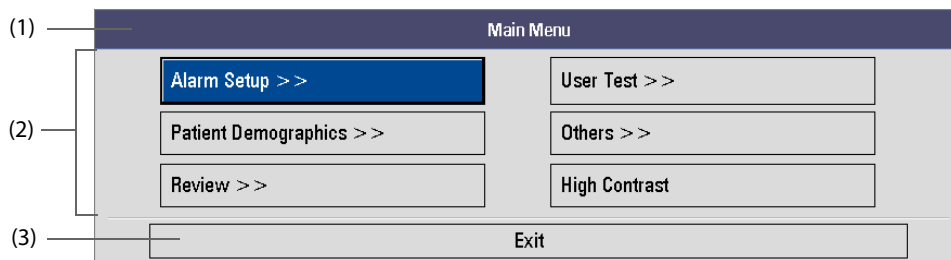 (1) Main Menu
Alarm Setup >> User Test >>
(2) Patient Demographics >> Others >>
Review >> High Contrast
(3) Exit